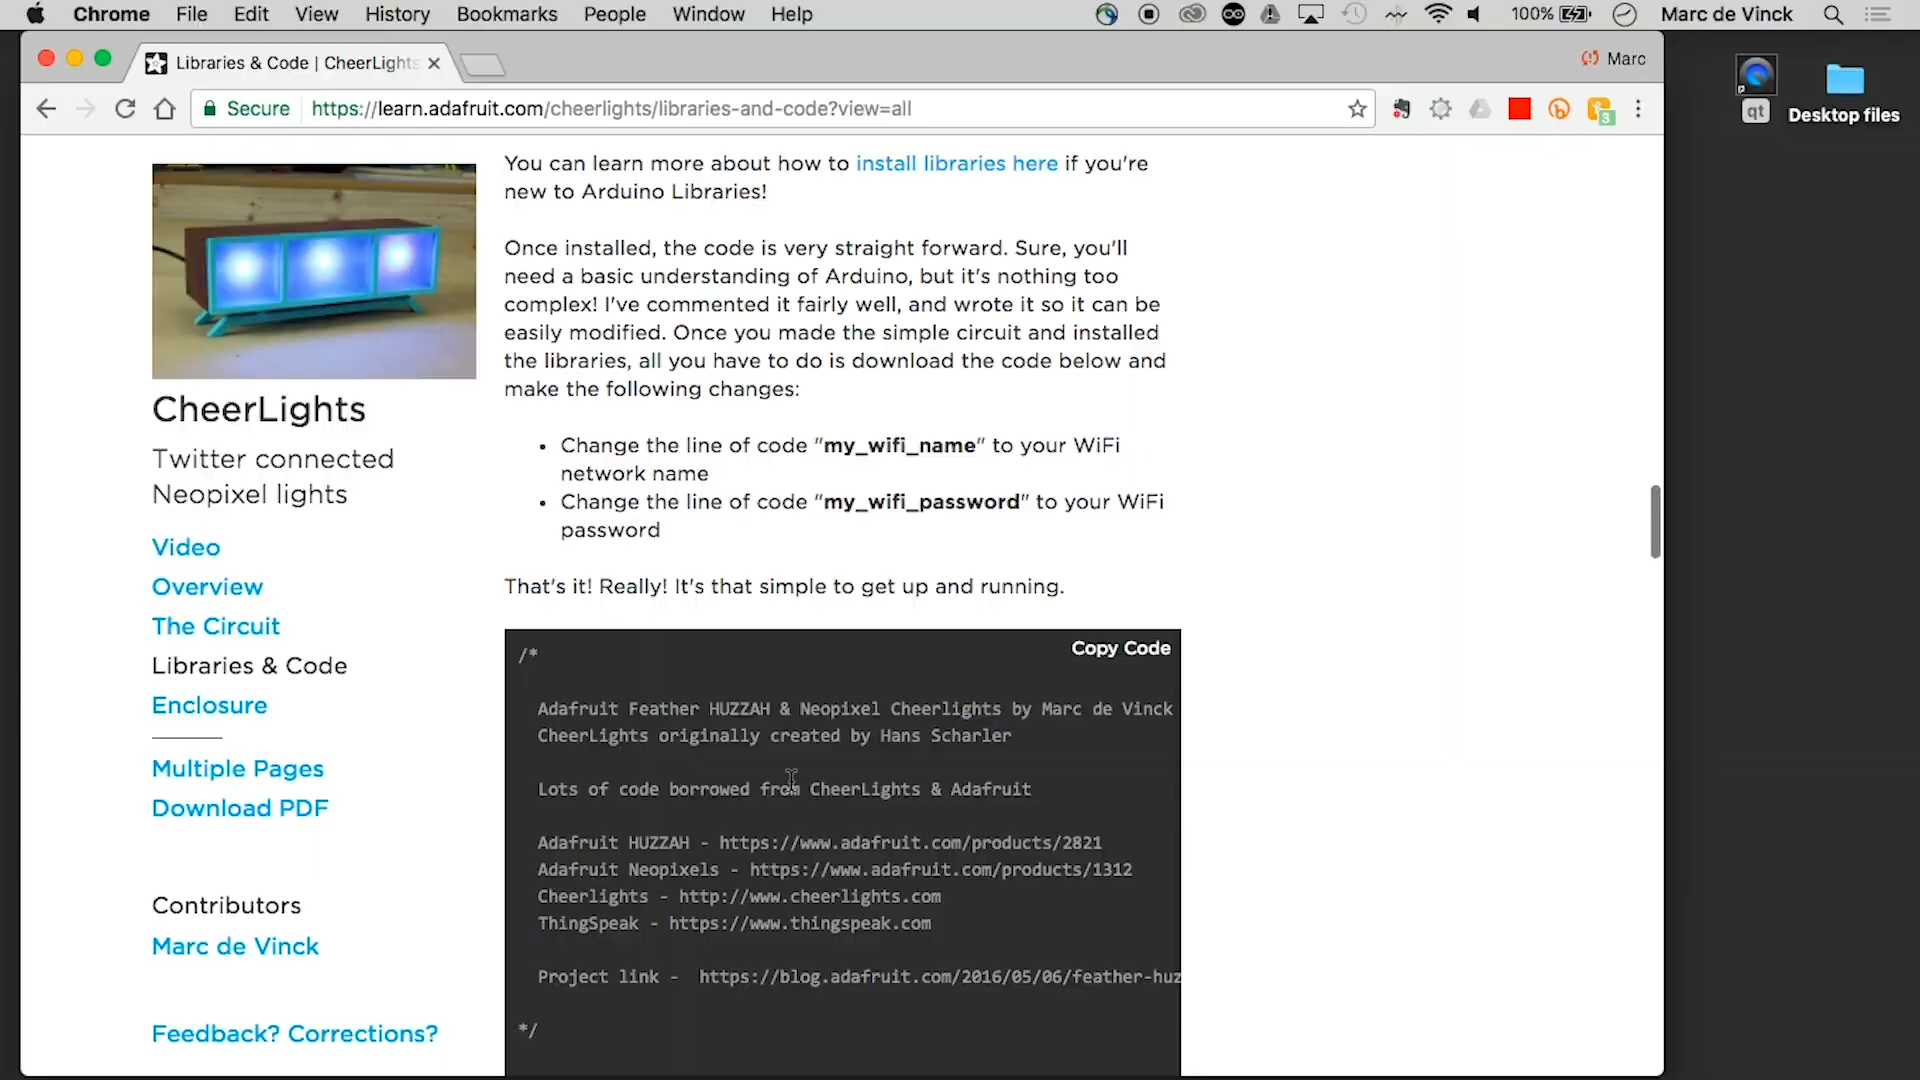 Chrome File Edit View History Bookmarks People Window Help 100% Marc de Vinck
Libraries & Code | CheerLights Marc
Secure https://learn.adafruit.com/cheerlights/libraries-and-code?view=all 3
qt Desktop files
CheerLights
Twitter connected
Neopixel lights
Video
Overview
The Circuit
Libraries & Code
Enclosure
Multiple Pages
Download PDF
Contributors
Marc de Vinck
Feedback? Corrections?
You can learn more about how to install libraries here if you're
new to Arduino Libraries!
Once installed, the code is very straight forward. Sure, you'll
need a basic understanding of Arduino, but it's nothing too
complex! I've commented it fairly well, and wrote it so it can be
easily modified. Once you made the simple circuit and installed
the libraries, all you have to do is download the code below and
make the following changes:
• Change the line of code "my_wifi_name" to your WiFi
network name
• Change the line of code "my_wifi_password" to your WiFi
password
That's it! Really! It's that simple to get up and running.
Copy Code
/*
Adafruit Feather HUZZAH & Neopixel Cheerlights by Marc de Vinck
CheerLights originally created by Hans Scharler
Lots of code borrowed from CheerLights & Adafruit
Adafruit HUZZAH - https://www.adafruit.com/products/2821
Adafruit Neopixels - https://www.adafruit.com/products/1312
Cheerlights - http://www.cheerlights.com
ThingSpeak - https://www.thingspeak.com
Project link - https://blog.adafruit.com/2016/05/06/feather-huz
*/